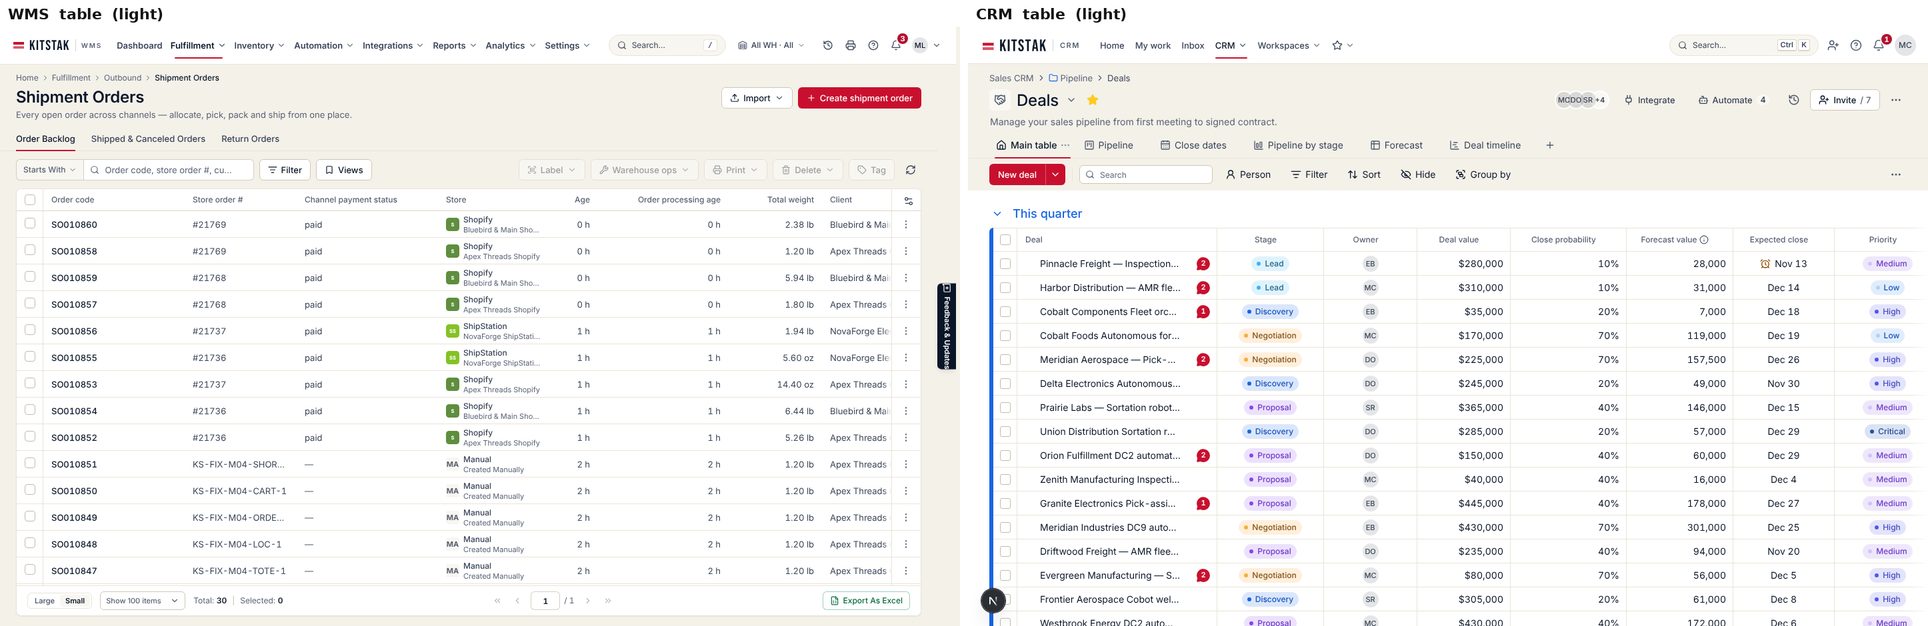 WMS table (light)
KITSTAK WMS Dashboard Fulfillment Inventory Automation Integrations Reports Analytics Settings Search... / All WH · All 3 ML
Home > Fulfillment > Outbound > Shipment Orders
Shipment Orders
Import + Create shipment order
Every open order across channels — allocate, pick, pack and ship from one place.
Order Backlog Shipped & Canceled Orders Return Orders
Starts With Order code, store order #, cu... Filter Views Label Warehouse ops Print Delete Tag
Order code Store order # Channel payment status Store Age Order processing age Total weight Client
SO010860 #21769 paid S Shopify 0 h 0 h 2.38 lb Bluebird & Mai
Bluebird & Main Sho...
SO010858 #21769 paid S Shopify 0 h 0 h 1.20 lb Apex Threads
Apex Threads Shopify
SO010859 #21768 paid S Shopify 0 h 0 h 5.94 lb Bluebird & Mai
Bluebird & Main Sho...
SO010857 #21768 paid S Shopify 0 h 0 h 1.80 lb Apex Threads
Apex Threads Shopify
SO010856 #21737 paid SS ShipStation 1 h 1 h 1.94 lb NovaForge Ele
NovaForge ShipStati...
SO010855 #21736 paid SS ShipStation 1 h 1 h 5.60 oz NovaForge Ele
NovaForge ShipStati...
SO010853 #21737 paid S Shopify 1 h 1 h 14.40 oz Apex Threads
Apex Threads Shopify
SO010854 #21736 paid S Shopify 1 h 1 h 6.44 lb Bluebird & Mai
Bluebird & Main Sho...
SO010852 #21736 paid S Shopify 1 h 1 h 5.26 lb Apex Threads
Apex Threads Shopify
SO010851 KS-FIX-M04-SHOR... — MA Manual 2 h 2 h 1.20 lb Apex Threads
Created Manually
SO010850 KS-FIX-M04-CART-1 — MA Manual 2 h 2 h 1.20 lb Apex Threads
Created Manually
SO010849 KS-FIX-M04-ORDE... — MA Manual 2 h 2 h 1.20 lb Apex Threads
Created Manually
SO010848 KS-FIX-M04-LOC-1 — MA Manual 2 h 2 h 1.20 lb Apex Threads
Created Manually
SO010847 KS-FIX-M04-TOTE-1 — MA Manual 2 h 2 h 1.20 lb Apex Threads
Created Manually
Large Small Show 100 items Total: 30 Selected: 0 « ‹ 1 / 1 › » Export As Excel
Feedback & Updates
CRM table (light)
KITSTAK CRM Home My work Inbox CRM Workspaces Search... Ctrl K 1 MC
Sales CRM > Pipeline > Deals
Deals MC DO SR +4 Integrate Automate 4 Invite / 7 ...
Manage your sales pipeline from first meeting to signed contract.
Main table ... Pipeline Close dates Pipeline by stage Forecast Deal timeline +
New deal Search Person Filter Sort Hide Group by ...
This quarter
Deal Stage Owner Deal value Close probability Forecast value Expected close Priority
Pinnacle Freight — Inspection... 2 Lead EB $280,000 10% 28,000 Nov 13 Medium
Harbor Distribution — AMR fle... 2 Lead MC $310,000 10% 31,000 Dec 14 Low
Cobalt Components Fleet orc... 1 Discovery EB $35,000 20% 7,000 Dec 18 High
Cobalt Foods Autonomous for... Negotiation MC $170,000 70% 119,000 Dec 19 Low
Meridian Aerospace — Pick-... 2 Negotiation DO $225,000 70% 157,500 Dec 26 High
Delta Electronics Autonomous... Discovery DO $245,000 20% 49,000 Nov 30 High
Prairie Labs — Sortation robot... Proposal SR $365,000 40% 146,000 Dec 15 Medium
Union Distribution Sortation r... Discovery DO $285,000 20% 57,000 Dec 29 Critical
Orion Fulfillment DC2 automat... 2 Proposal DO $150,000 40% 60,000 Dec 29 Medium
Zenith Manufacturing Inspecti... Proposal MC $40,000 40% 16,000 Dec 4 Medium
Granite Electronics Pick-assi... 1 Proposal EB $445,000 40% 178,000 Dec 27 Medium
Meridian Industries DC9 auto... Negotiation EB $430,000 70% 301,000 Dec 25 High
Driftwood Freight — AMR flee... Proposal DO $235,000 40% 94,000 Nov 20 Medium
Evergreen Manufacturing — S... 2 Negotiation MC $80,000 70% 56,000 Dec 5 High
Frontier Aerospace Cobot wel... Discovery SR $305,000 20% 61,000 Dec 8 High
Westbrook Energy DC2 auto... Proposal MC $430,000 40% 172,000 Dec 6 Medium
N